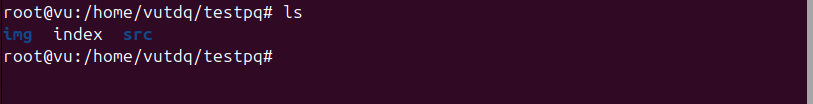 root@vu:/home/vutdq/testpq# ls
img  index  src
root@vu:/home/vutdq/testpq#